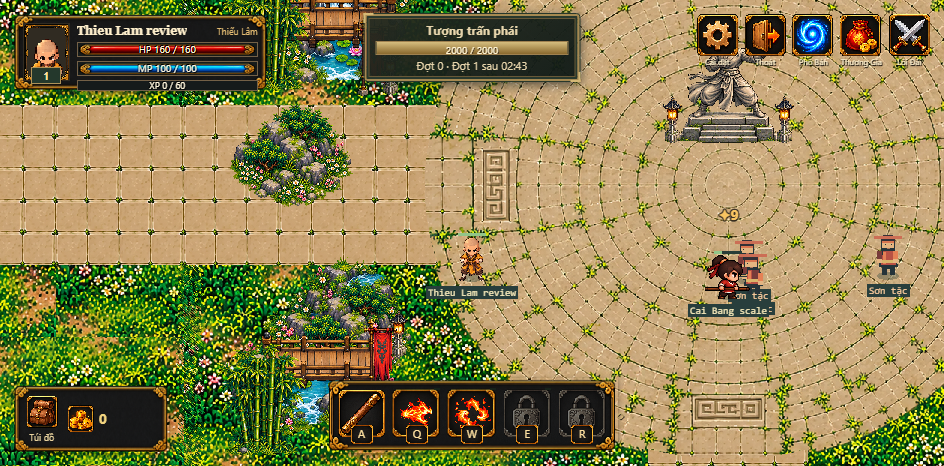 Thieu Lam review
Thiếu Lâm
HP 160 / 160
MP 100 / 100
XP 0 / 60
1
Tượng trấn phái
2000 / 2000
Đợt 0 · Đợt 1 sau 02:43
Cài đặt
Thoát
Phó Bản
Thương Gia
Lôi Đài
9
Thieu Lam review
Sơn tặc
Sơn tặc
Cai Bang scale-
Túi đồ
0
A
Q
W
E
R